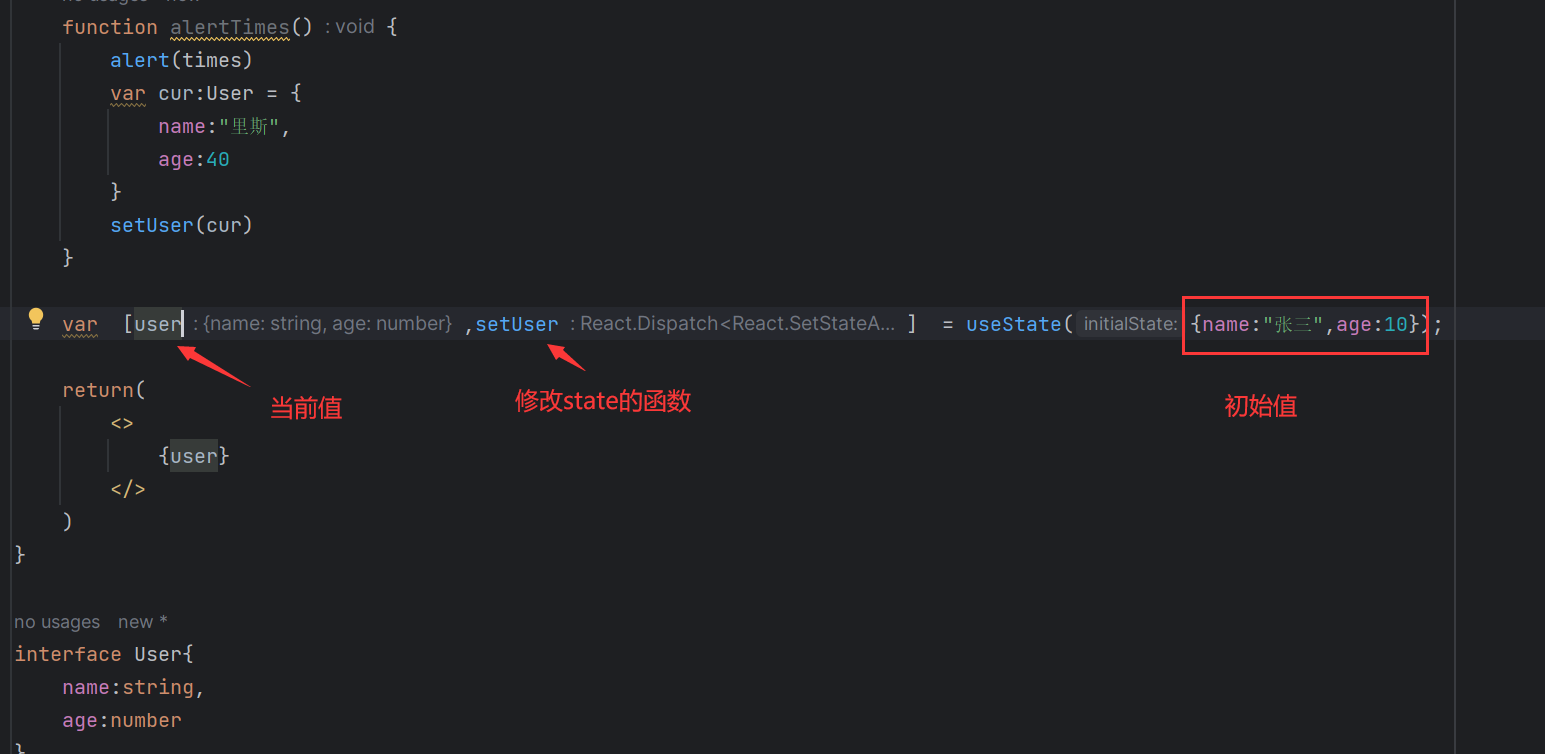 function alertTimes() : void {
alert(times)
var cur:User = {
name:"里斯",
age:40
}
setUser(cur)
}
var [user : {name: string, age: number} ,setUser : React.Dispatch<React.SetStateA... ] = useState( initialState: {name:"张三",age:10});
当前值
修改state的函数
初始值
return(
<>
{user}
</>
)
}
no usages new *
interface User{
name:string,
age:number
}